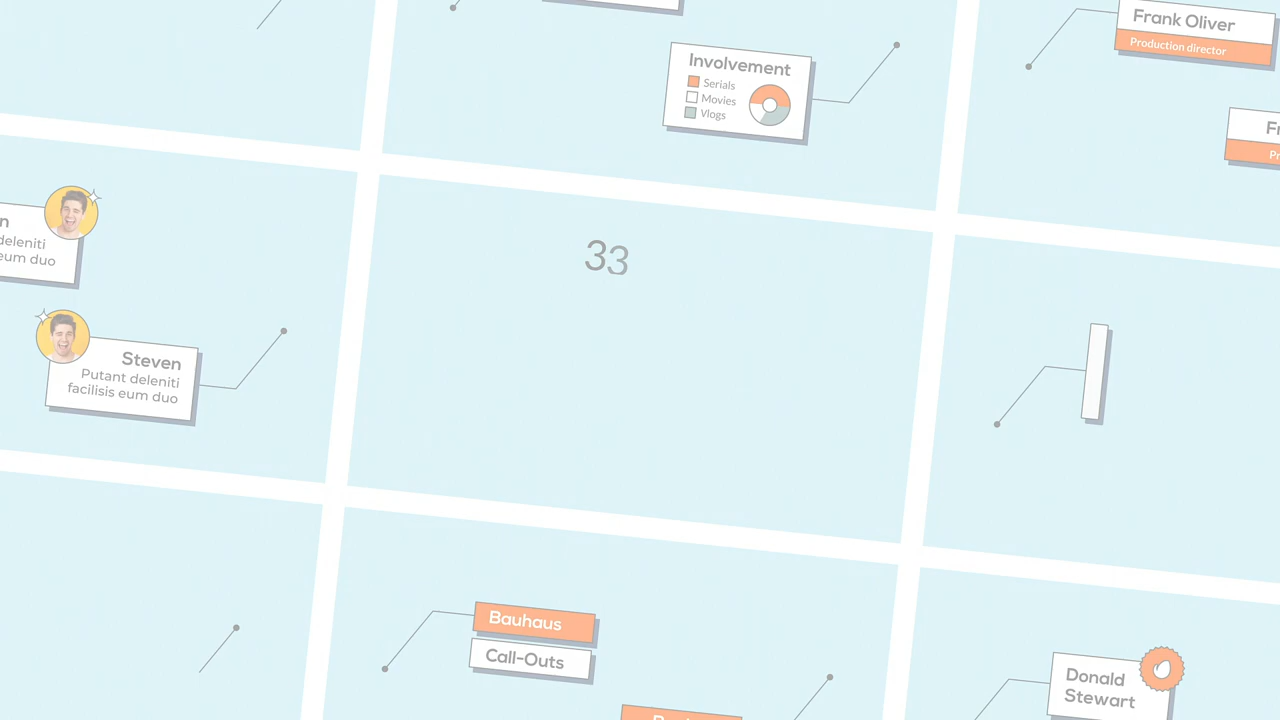 Frank Oliver
Production director
Involvement
Serials
Movies
Vlogs
deleniti
eum duo
33
Steven
Putant deleniti
facilisis eum duo
Bauhaus
Call-Outs
Donald
Stewart